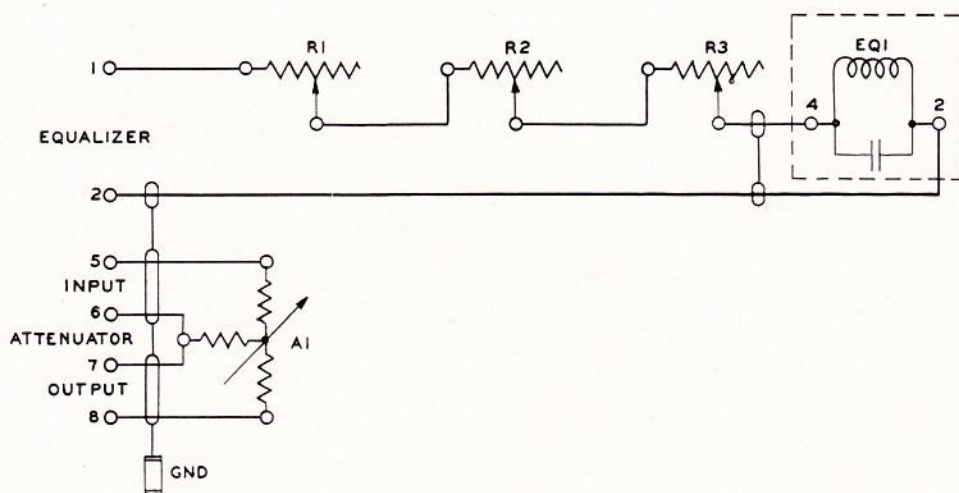 R1
R2
R3
EQ1
1
4
2
EQUALIZER
2
5
INPUT
6
ATTENUATOR
A1
7
OUTPUT
8
GND